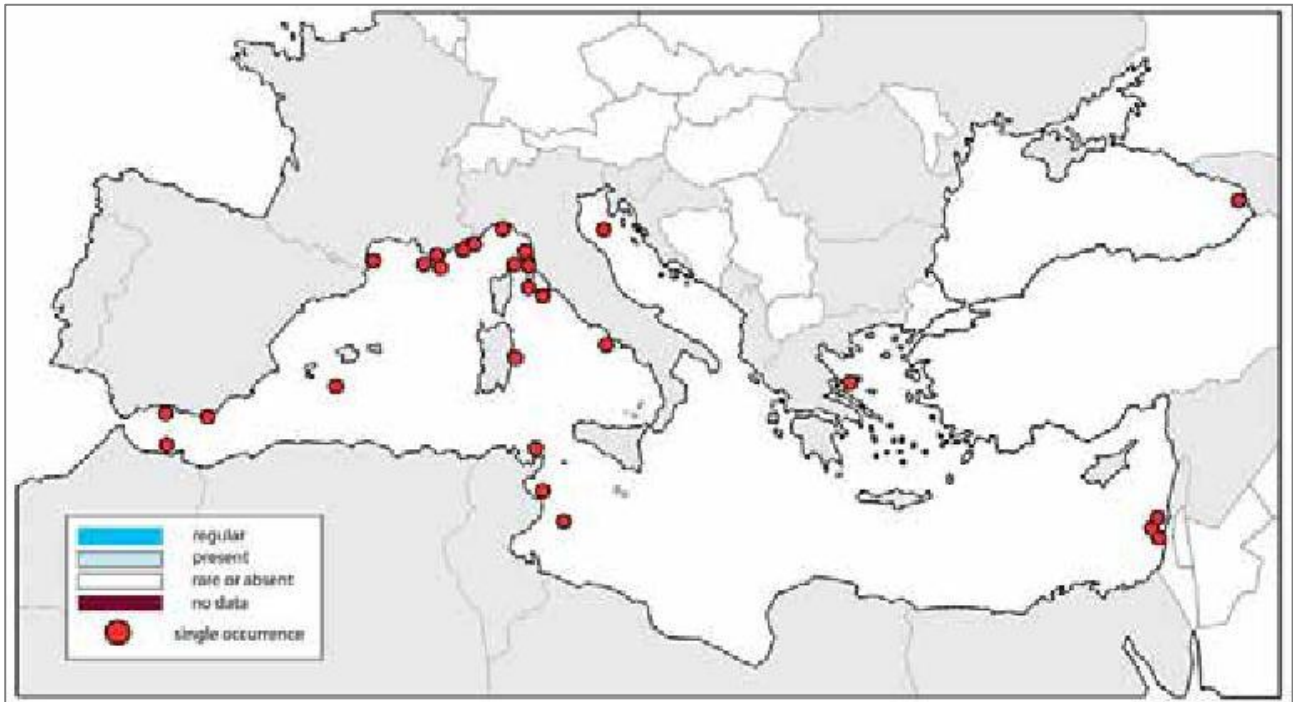 regular
present
rare or absent
no data
single occurrence